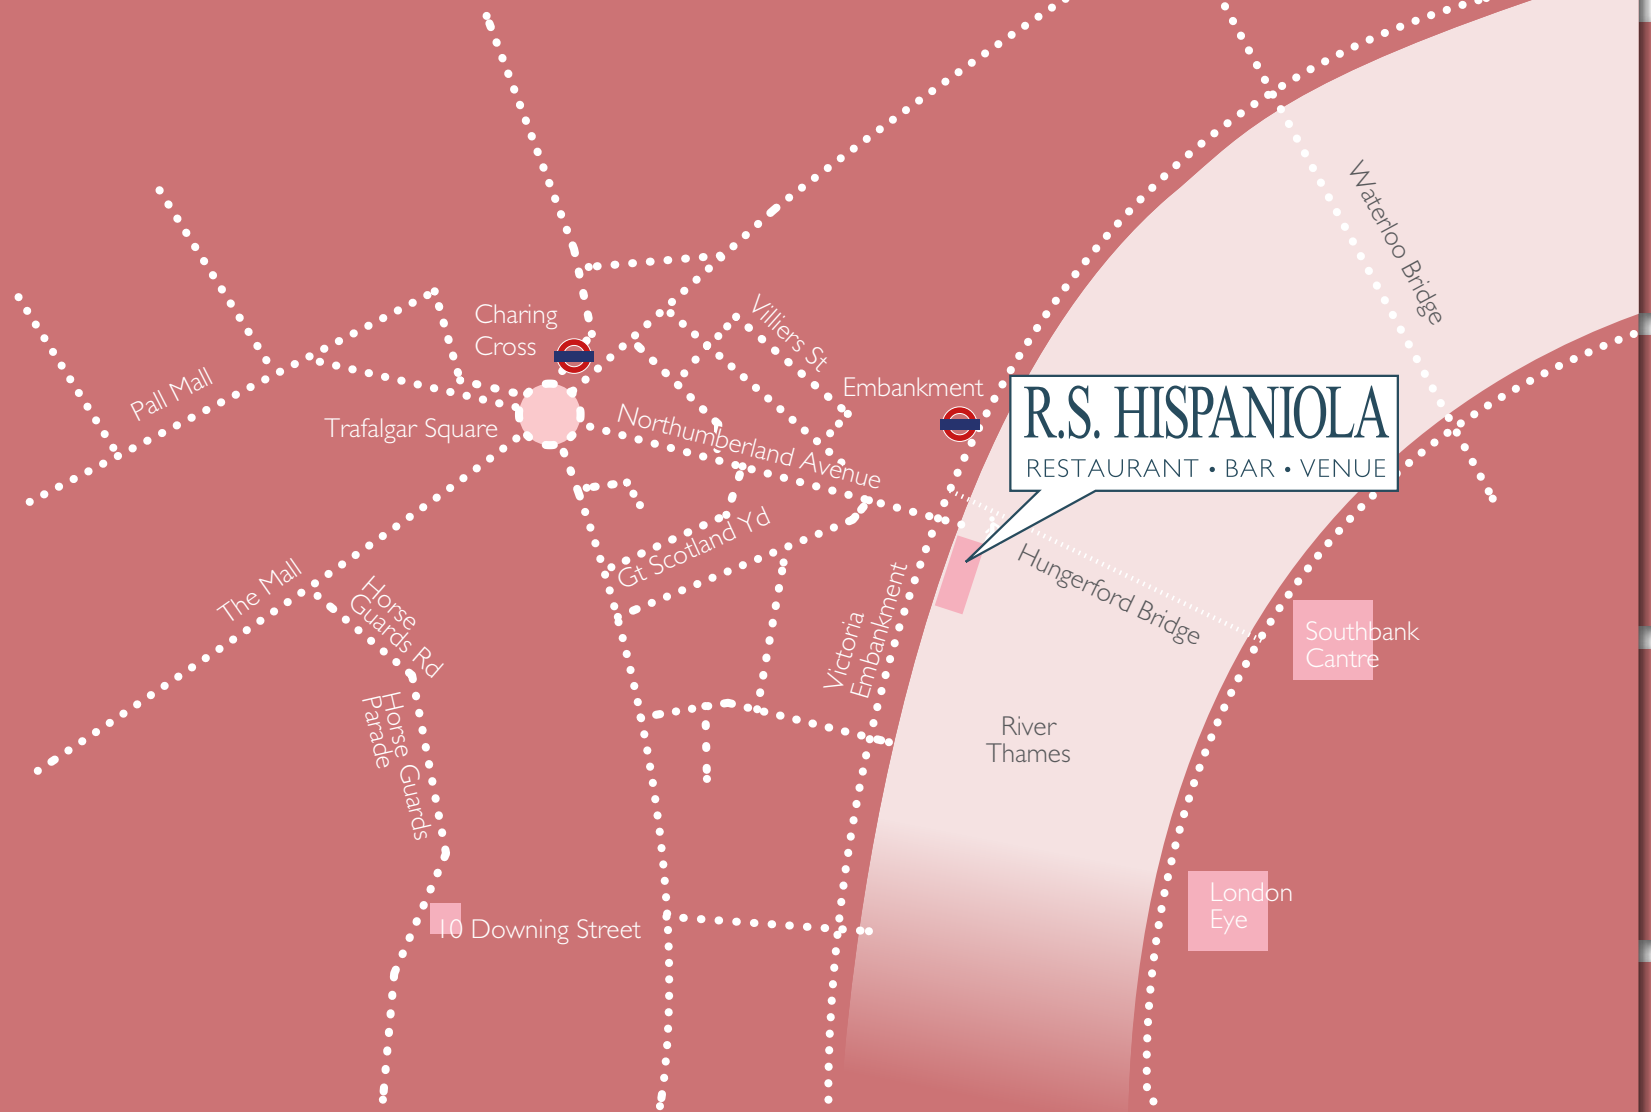 Waterloo Bridge
Charing
Cross
Villiers St
Pall Mall
Embankment
Trafalgar Square
Northumberland Avenue
R.S. HISPANIOLA
RESTAURANT • BAR • VENUE
Gt Scotland Yd
The Mall
Horse
Guards Rd
Victoria
Embankment
Hungerford Bridge
Southbank
Cantre
Horse Guards
Parade
River
Thames
London
Eye
10 Downing Street